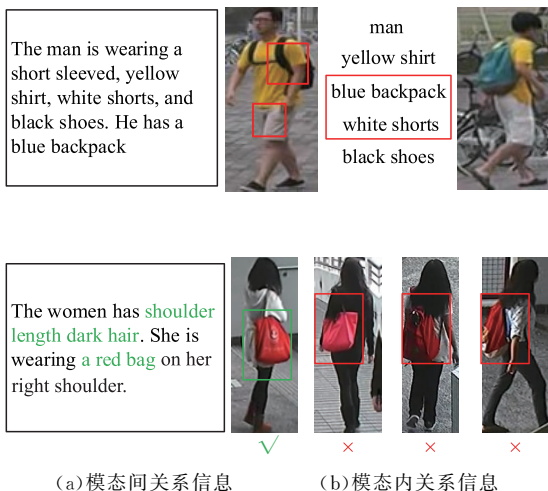 The man is wearing a
short sleeved, yellow
shirt, white shorts, and
black shoes. He has a
blue backpack
man
yellow shirt
blue backpack
white shorts
black shoes
The women has shoulder
length dark hair. She is
wearing a red bag on her
right shoulder.
√ × × ×
(a)模态间关系信息 (b)模态内关系信息